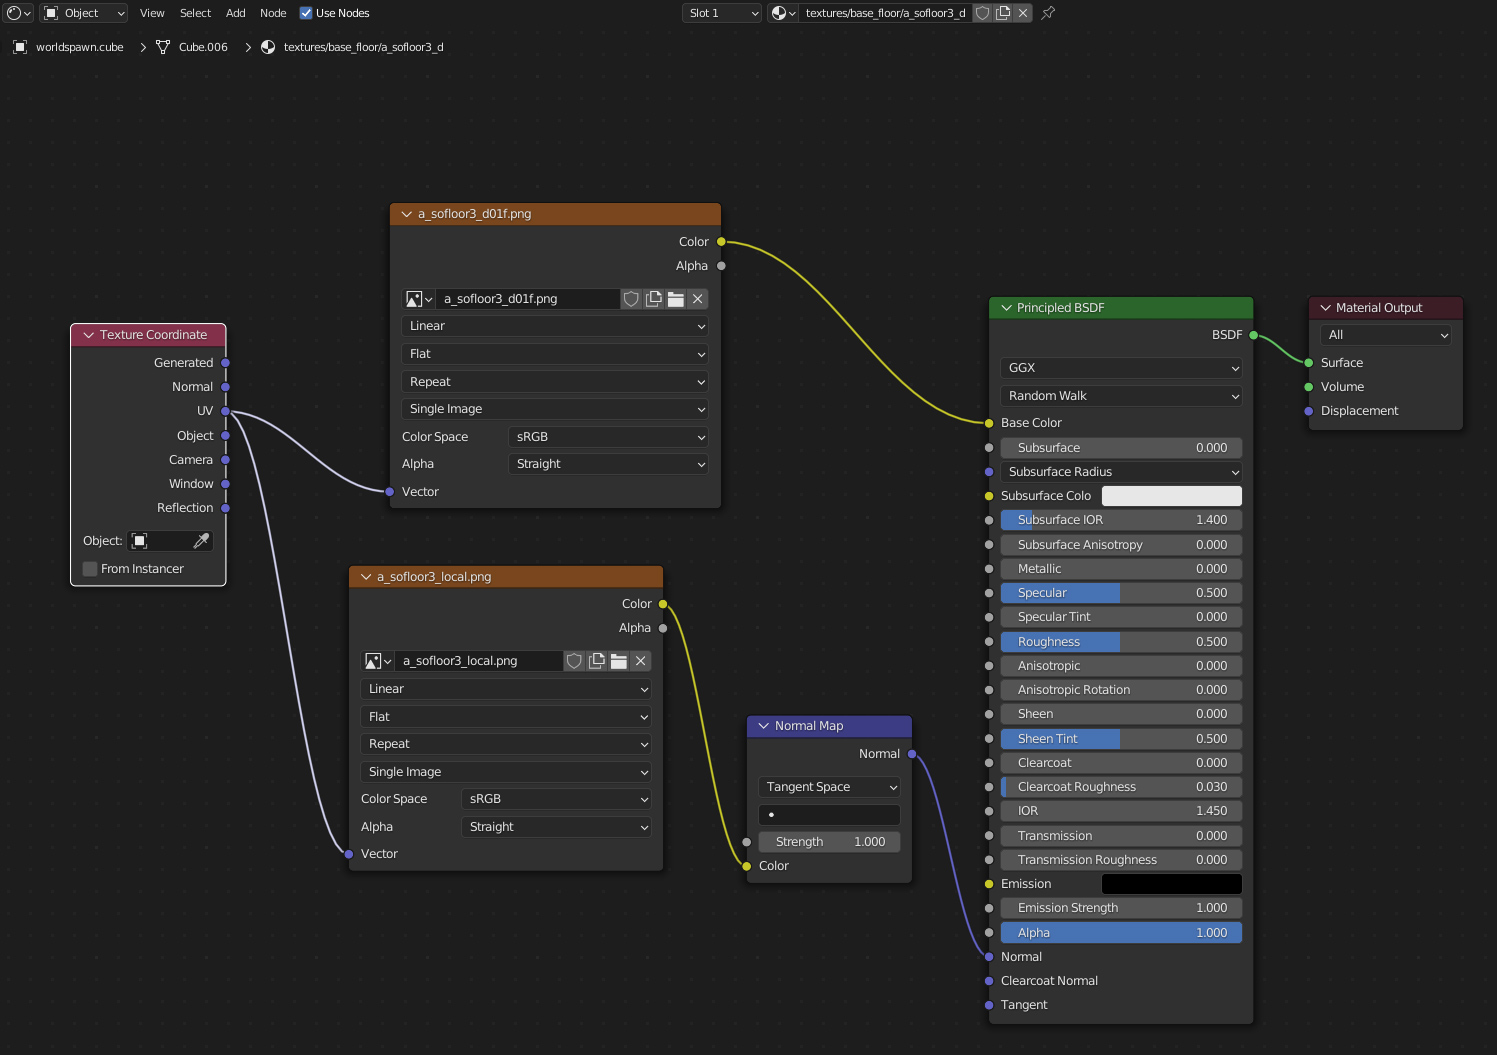 Object View Select Add Node Use Nodes Slot 1 textures/base_floor/a_sofloor3_d
worldspawn.cube Cube.006 textures/base_floor/a_sofloor3_d
Texture Coordinate
Generated
Normal
UV
Object
Camera
Window
Reflection
Object:
From Instancer
a_sofloor3_d01f.png
Color
Alpha
a_sofloor3_d01f.png
Linear
Flat
Repeat
Single Image
Color Space sRGB
Alpha Straight
Vector
a_sofloor3_local.png
Color
Alpha
a_sofloor3_local.png
Linear
Flat
Repeat
Single Image
Color Space sRGB
Alpha Straight
Vector
Normal Map
Normal
Tangent Space
Strength 1.000
Color
Principled BSDF
BSDF
GGX
Random Walk
Base Color
Subsurface 0.000
Subsurface Radius
Subsurface Colo
Subsurface IOR 1.400
Subsurface Anisotropy 0.000
Metallic 0.000
Specular 0.500
Specular Tint 0.000
Roughness 0.500
Anisotropic 0.000
Anisotropic Rotation 0.000
Sheen 0.000
Sheen Tint 0.500
Clearcoat 0.000
Clearcoat Roughness 0.030
IOR 1.450
Transmission 0.000
Transmission Roughness 0.000
Emission
Emission Strength 1.000
Alpha 1.000
Normal
Clearcoat Normal
Tangent
Material Output
All
Surface
Volume
Displacement